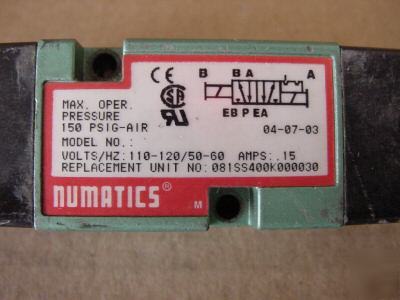 CE
SA
B BA A
EB P EA
MAX. OPER.
PRESSURE
150 PSIG-AIR
04-07-03
MODEL NO.:
VOLTS/HZ: 110-120/50-60 AMPS: .15
REPLACEMENT UNIT NO: 081SS400K000030
NUMATICS®
M